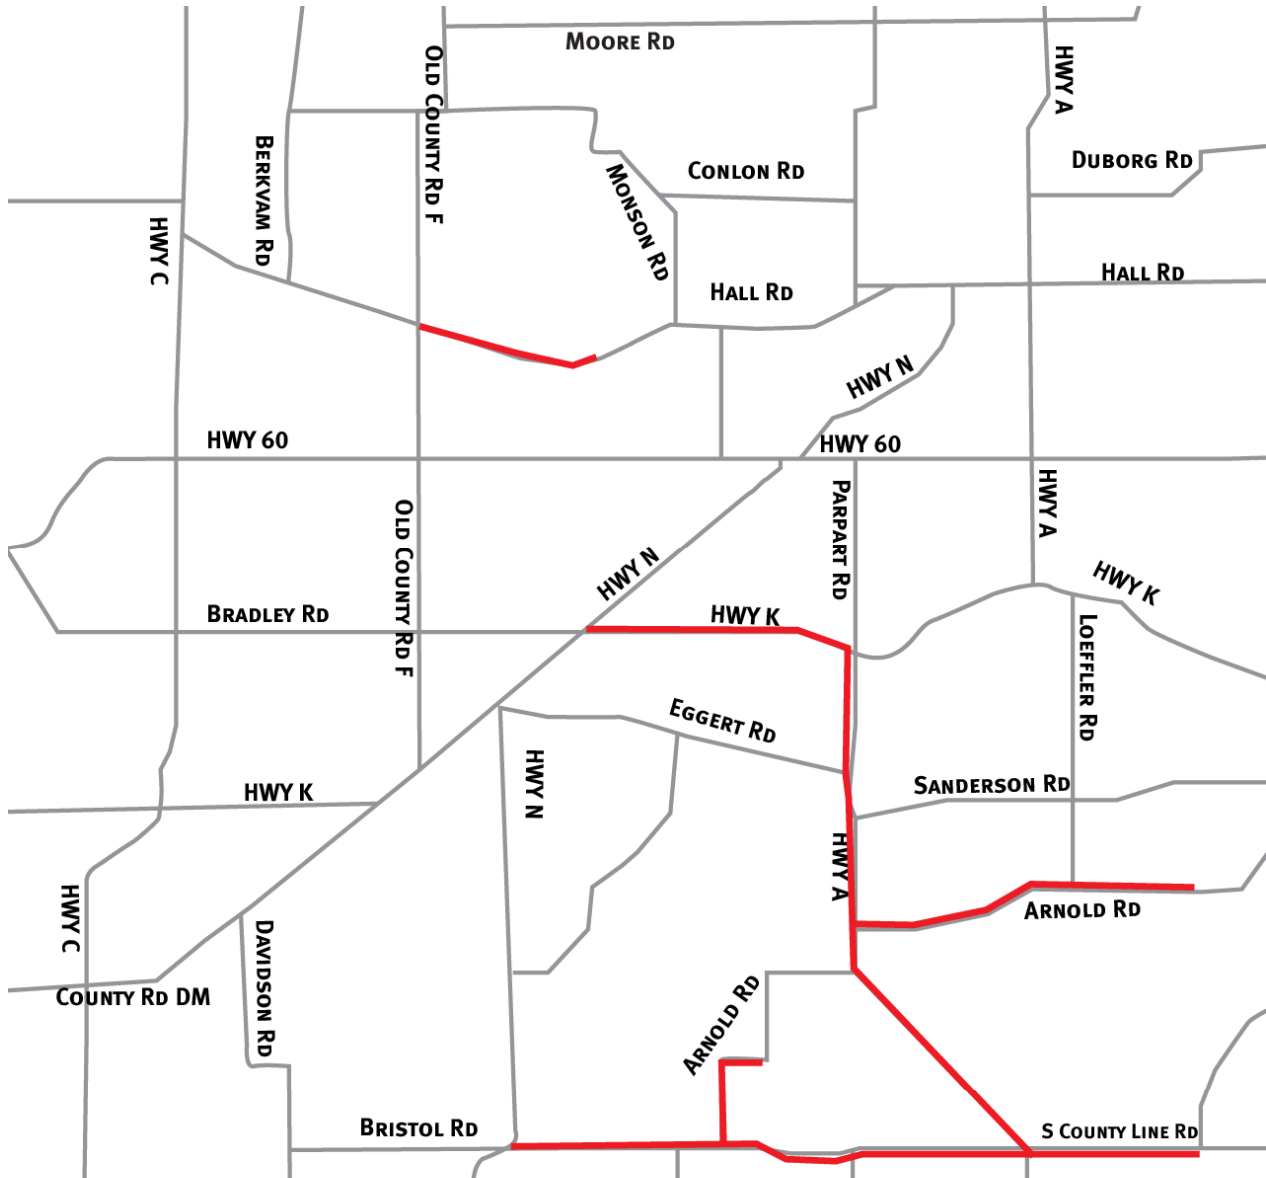 Moore Rd
Old County Rd F
HWY A
Berkvam Rd
Conlon Rd
Duborg Rd
Monson Rd
HWY C
Hall Rd
Hall Rd
HWY N
HWY 60
HWY 60
HWY A
Parpart Rd
Old County Rd F
HWY N
HWY K
Bradley Rd
HWY K
Loeffler Rd
Eggert Rd
HWY N
Sanderson Rd
HWY K
HWY A
HWY C
Arnold Rd
Davidson Rd
County Rd DM
Arnold Rd
Bristol Rd
S County Line Rd